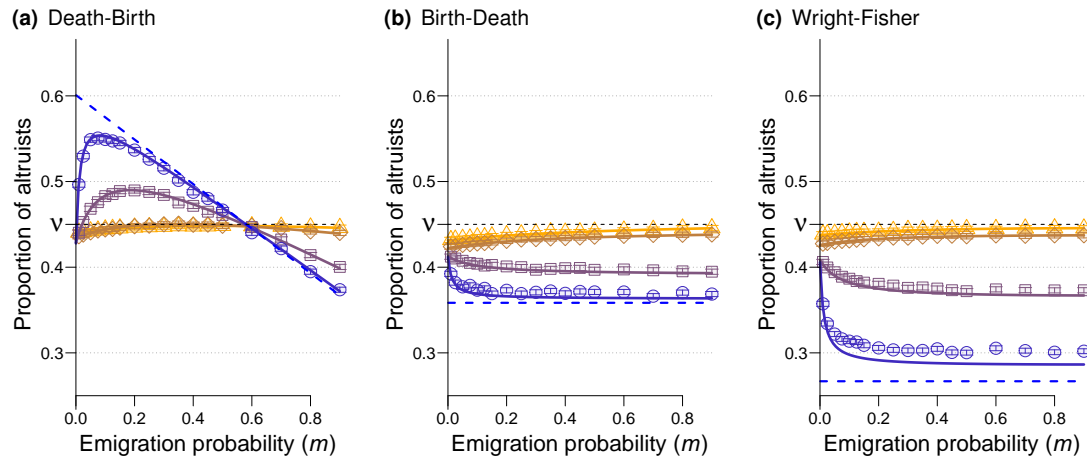 (a) Death-Birth
Proportion of altruists
0.6
0.5
ν
0.4
0.3
0.0 0.2 0.4 0.6 0.8
Emigration probability (m)
(b) Birth-Death
Proportion of altruists
0.6
0.5
ν
0.4
0.3
0.0 0.2 0.4 0.6 0.8
Emigration probability (m)
(c) Wright-Fisher
Proportion of altruists
0.6
0.5
ν
0.4
0.3
0.0 0.2 0.4 0.6 0.8
Emigration probability (m)